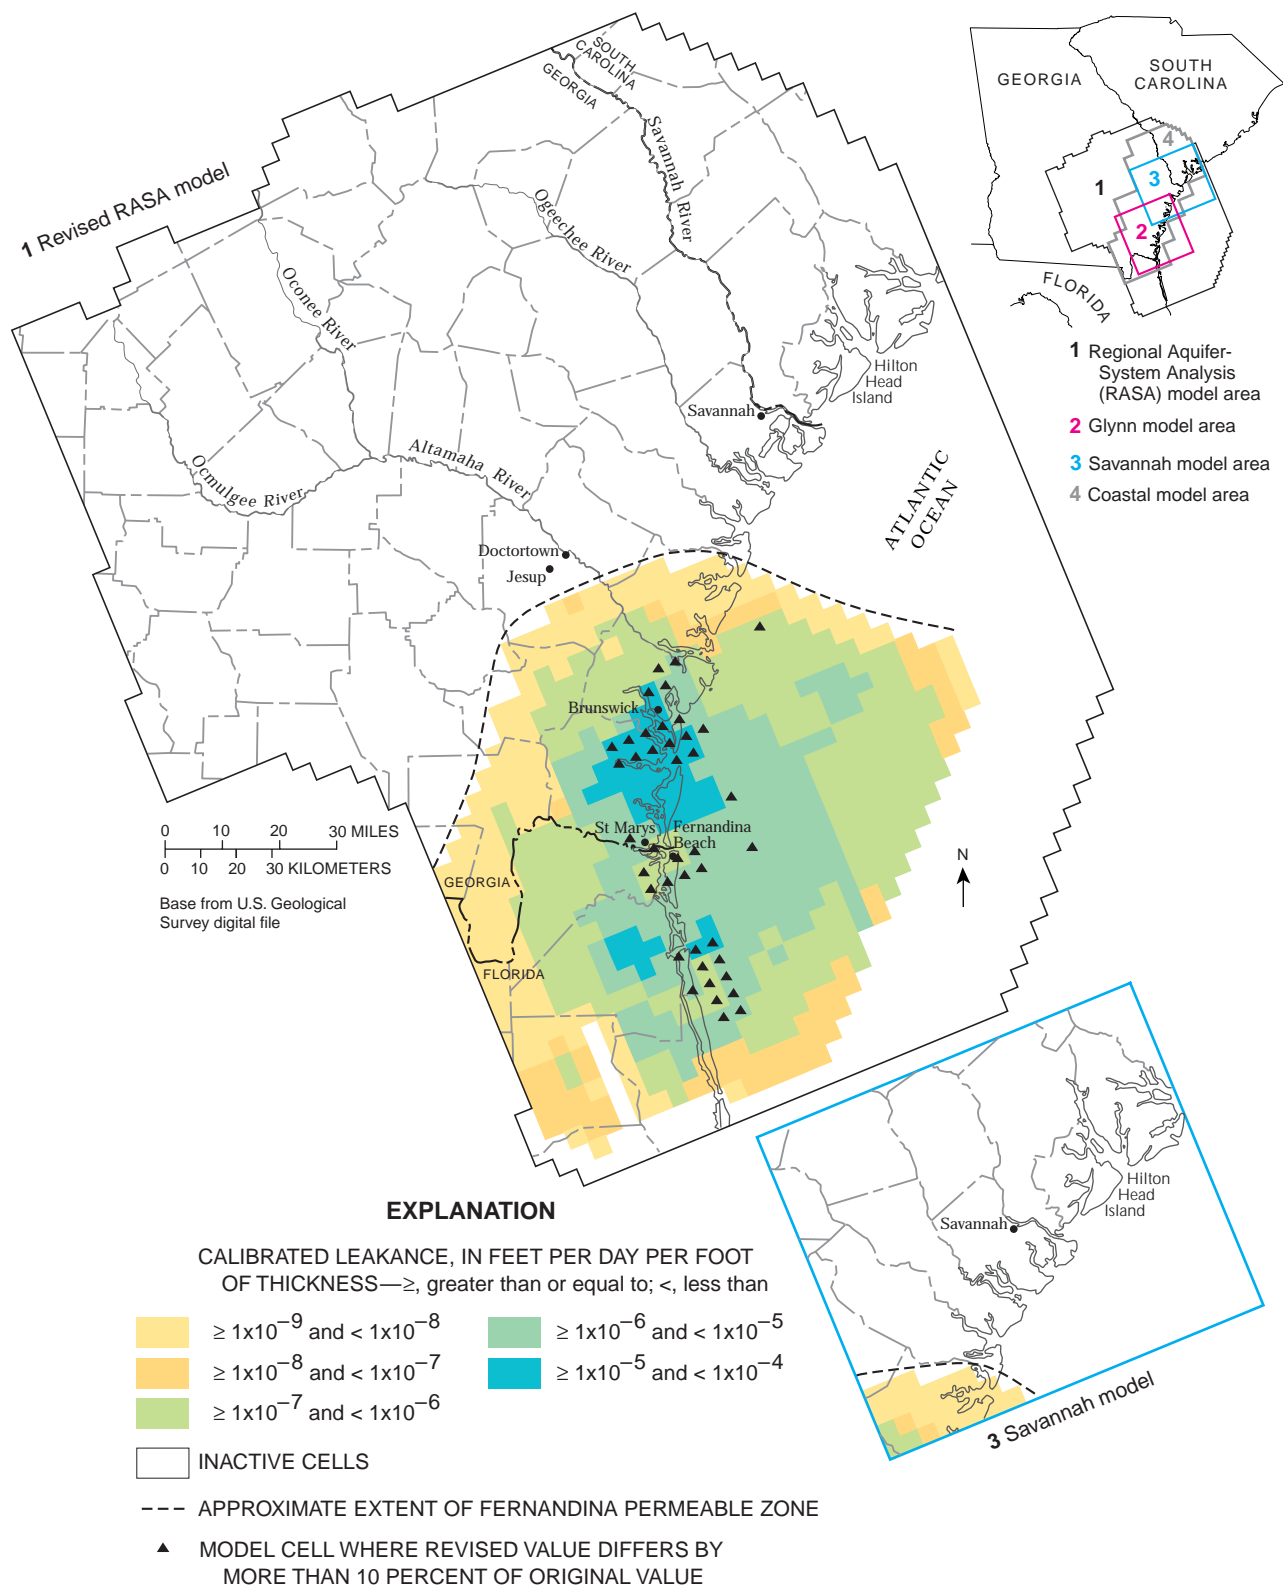 1 Revised RASA model
SOUTH
CAROLINA
GEORGIA
Savannah River
Ogeechee River
Oconee River
Ocmulgee River
Altamaha River
Hilton
Head
Island
Savannah
ATLANTIC
OCEAN
Doctortown
Jesup
Brunswick
St Marys
Fernandina
Beach
GEORGIA
FLORIDA
0 10 20 30 MILES
0 10 20 30 KILOMETERS
Base from U.S. Geological
Survey digital file
N
GEORGIA
SOUTH
CAROLINA
FLORIDA
1
2
3
4
1 Regional Aquifer-
System Analysis
(RASA) model area
2 Glynn model area
3 Savannah model area
4 Coastal model area
Hilton
Head
Island
Savannah
3 Savannah model
EXPLANATION
CALIBRATED LEAKANCE, IN FEET PER DAY PER FOOT
OF THICKNESS—≥, greater than or equal to; <, less than
≥ 1x10⁻⁹ and < 1x10⁻⁸
≥ 1x10⁻⁸ and < 1x10⁻⁷
≥ 1x10⁻⁷ and < 1x10⁻⁶
≥ 1x10⁻⁶ and < 1x10⁻⁵
≥ 1x10⁻⁵ and < 1x10⁻⁴
INACTIVE CELLS
APPROXIMATE EXTENT OF FERNANDINA PERMEABLE ZONE
MODEL CELL WHERE REVISED VALUE DIFFERS BY
MORE THAN 10 PERCENT OF ORIGINAL VALUE